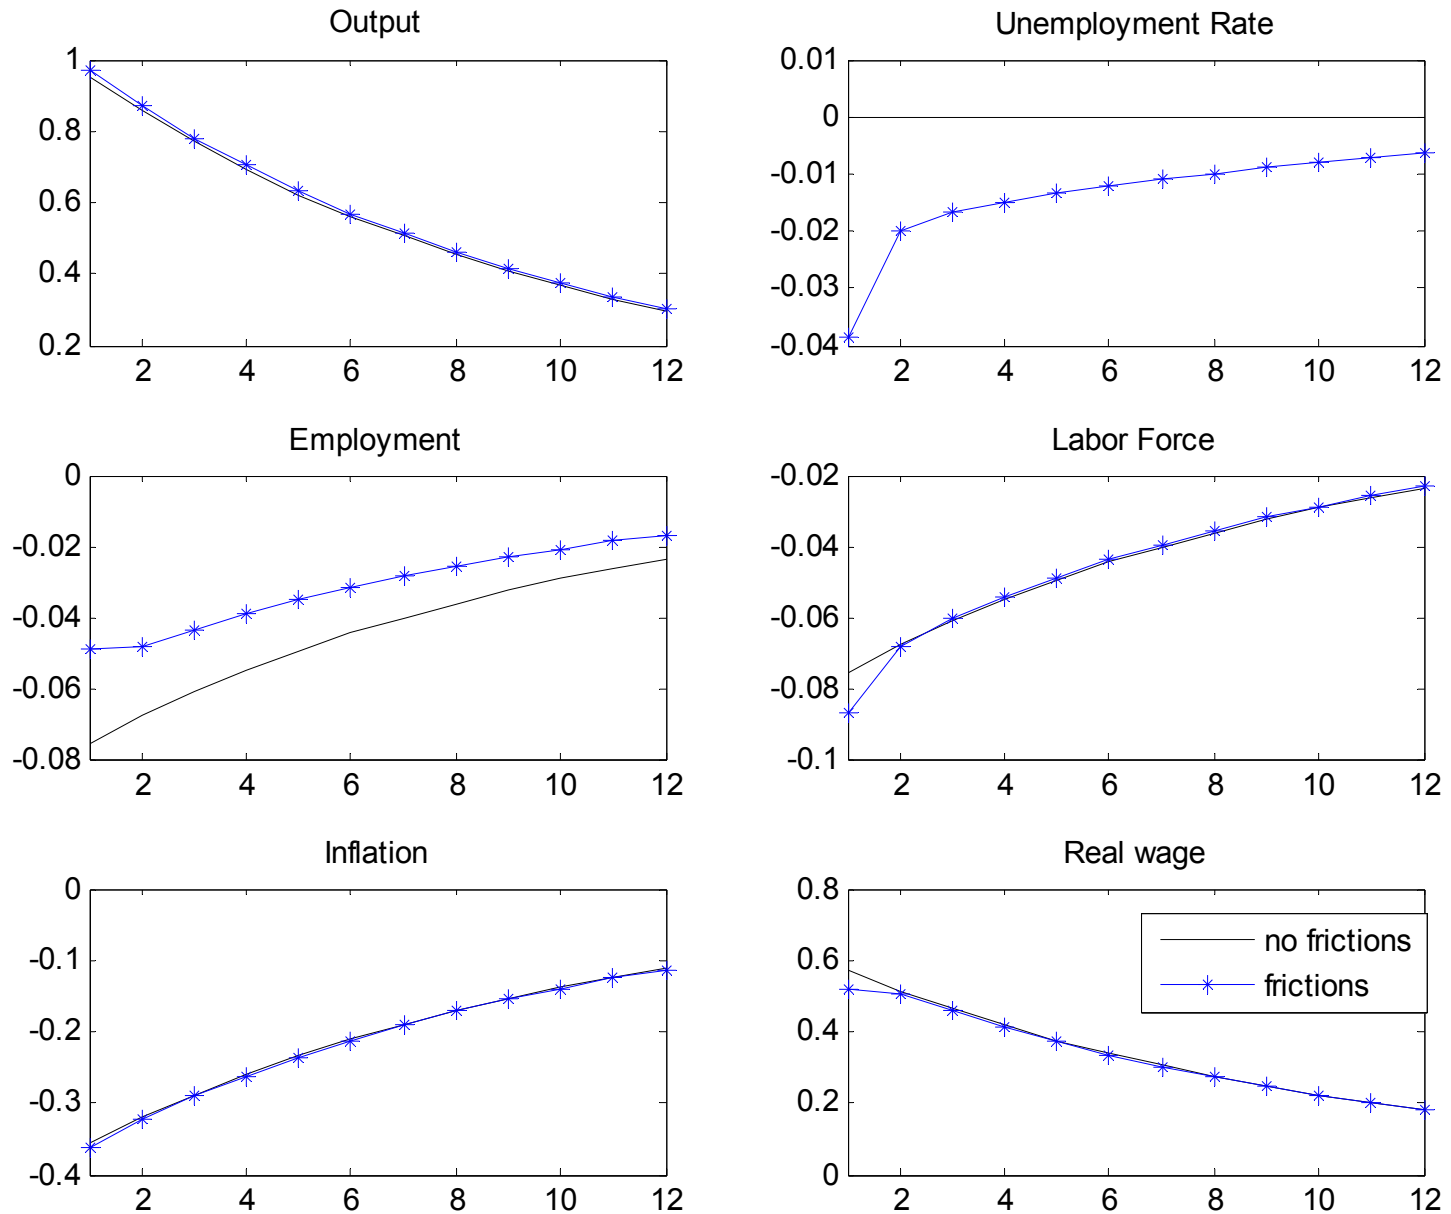 Output
1
0.8
0.6
0.4
0.2
2 4 6 8 10 12
Unemployment Rate
0.01
0
-0.01
-0.02
-0.03
-0.04
2 4 6 8 10 12
Employment
0
-0.02
-0.04
-0.06
-0.08
2 4 6 8 10 12
Labor Force
-0.02
-0.04
-0.06
-0.08
-0.1
2 4 6 8 10 12
Inflation
0
-0.1
-0.2
-0.3
-0.4
2 4 6 8 10 12
Real wage
0.8
0.6
0.4
0.2
0
2 4 6 8 10 12
no frictions
frictions